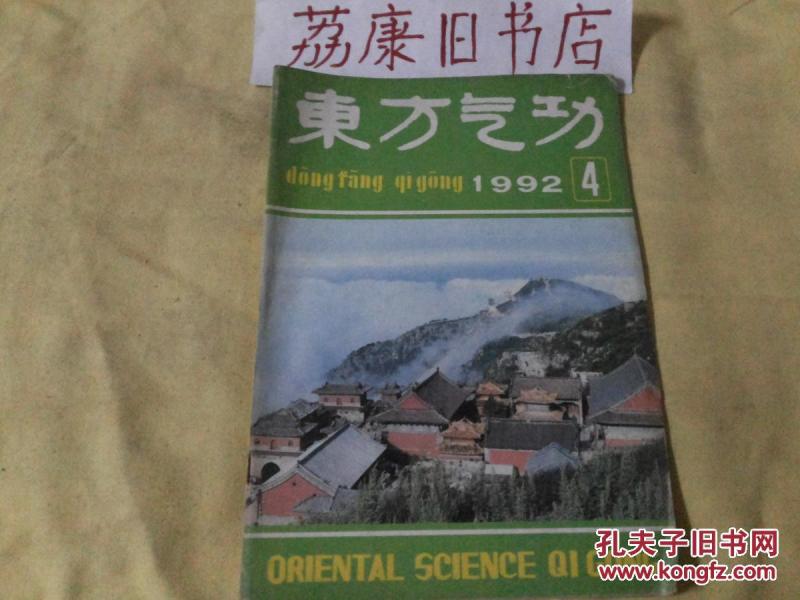 荔康旧书店
東方气功
dōng fāng qì gōng 1992 4
ORIENTAL SCIENCE QI
孔夫子旧书网
www.kongfz.com